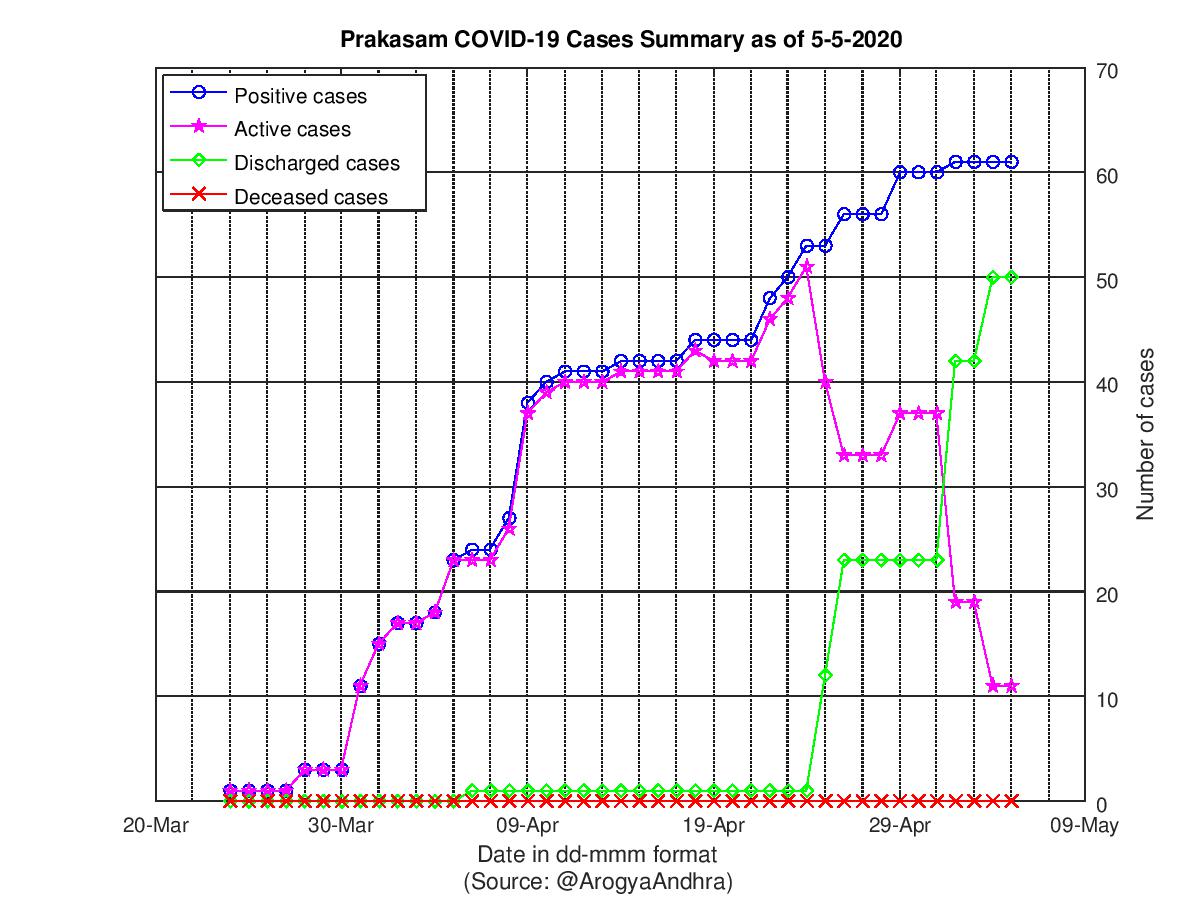 Prakasam COVID-19 Cases Summary as of 5-5-2020
Positive cases
Active cases
Discharged cases
Deceased cases
70
60
50
40
30
20
10
0
Number of cases
20-Mar 30-Mar 09-Apr 19-Apr 29-Apr 09-May
Date in dd-mmm format
(Source: @ArogyaAndhra)